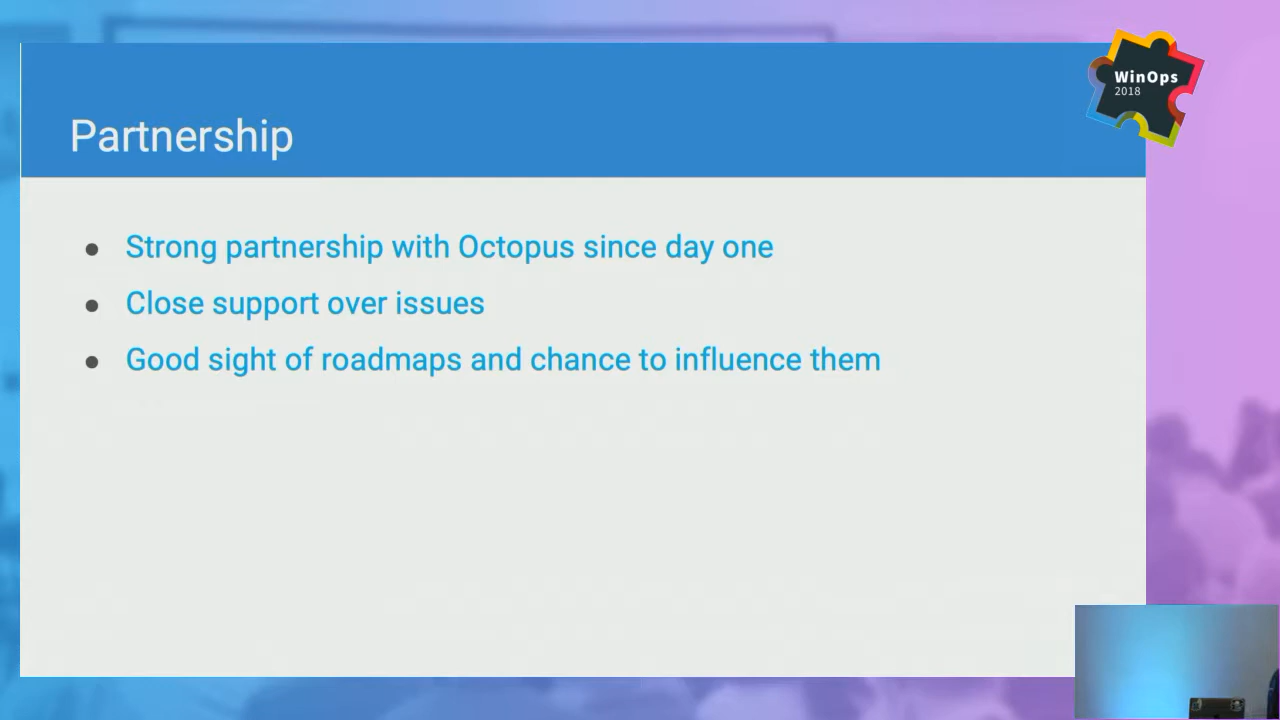 WinOps
2018
Partnership
● Strong partnership with Octopus since day one
● Close support over issues
● Good sight of roadmaps and chance to influence them